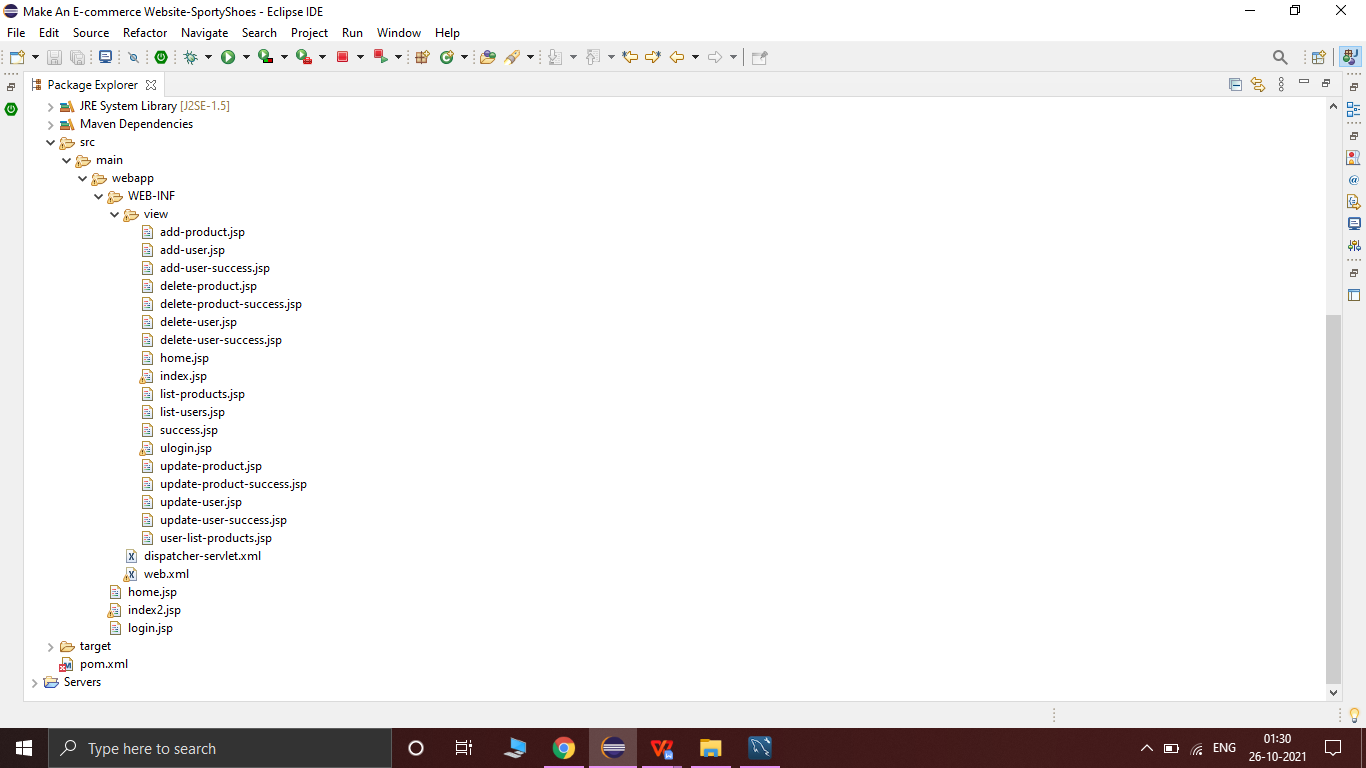 Make An E-commerce Website-SportyShoes - Eclipse IDE
File Edit Source Refactor Navigate Search Project Run Window Help
Package Explorer
JRE System Library [J2SE-1.5]
Maven Dependencies
src
main
webapp
WEB-INF
view
add-product.jsp
add-user.jsp
add-user-success.jsp
delete-product.jsp
delete-product-success.jsp
delete-user.jsp
delete-user-success.jsp
home.jsp
index.jsp
list-products.jsp
list-users.jsp
success.jsp
ulogin.jsp
update-product.jsp
update-product-success.jsp
update-user.jsp
update-user-success.jsp
user-list-products.jsp
dispatcher-servlet.xml
web.xml
home.jsp
index2.jsp
login.jsp
target
pom.xml
Servers
Type here to search
ENG
01:30
26-10-2021